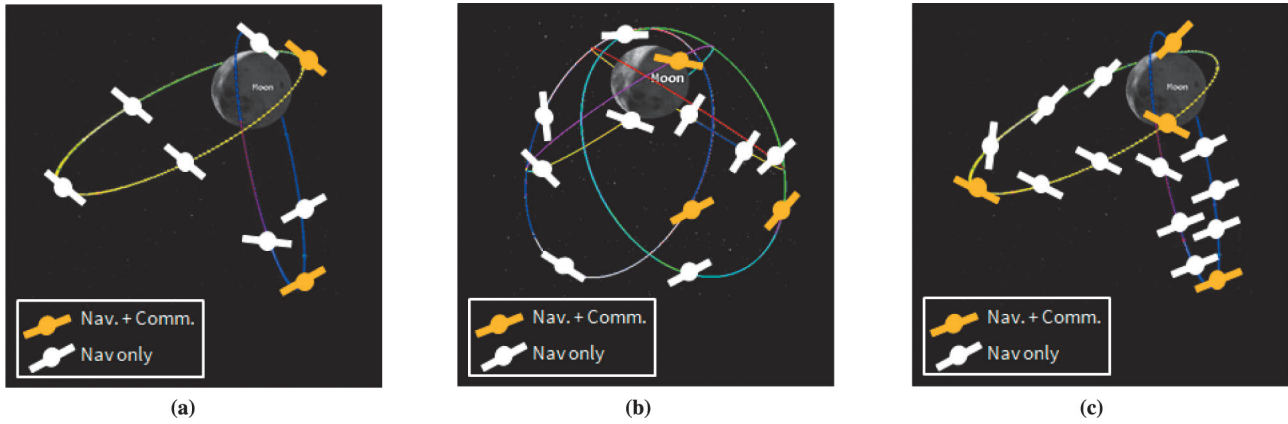 Moon
Nav. + Comm.
Nav only
(a)
Moon
Nav. + Comm.
Nav only
(b)
Moon
Nav. + Comm.
Nav only
(c)